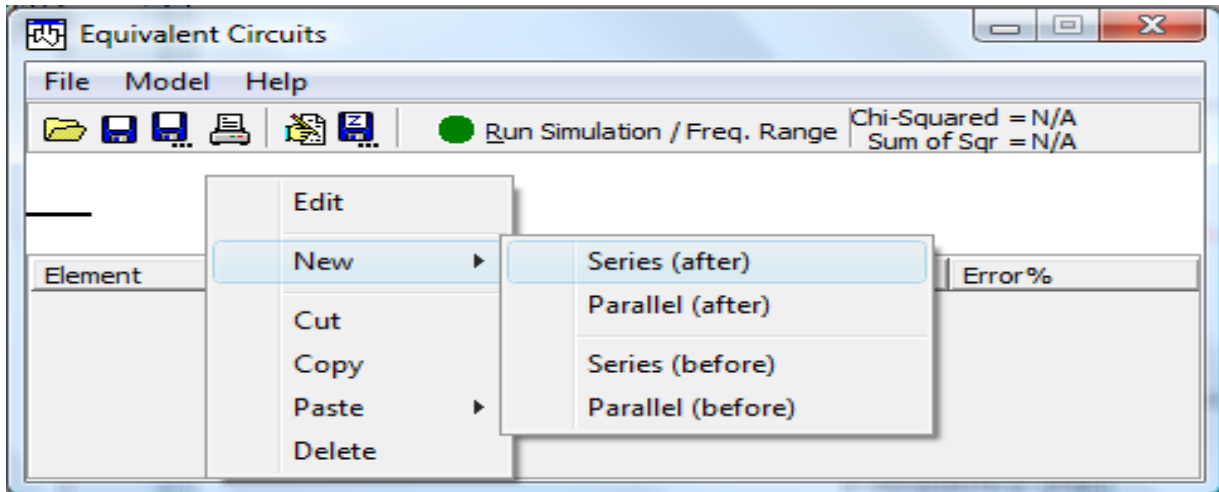 Equivalent Circuits
File Model Help
Run Simulation / Freq. Range
Chi-Squared = N/A
Sum of Sqr = N/A
Edit
New
Cut
Copy
Paste
Delete
Series (after)
Parallel (after)
Series (before)
Parallel (before)
Element
Error%